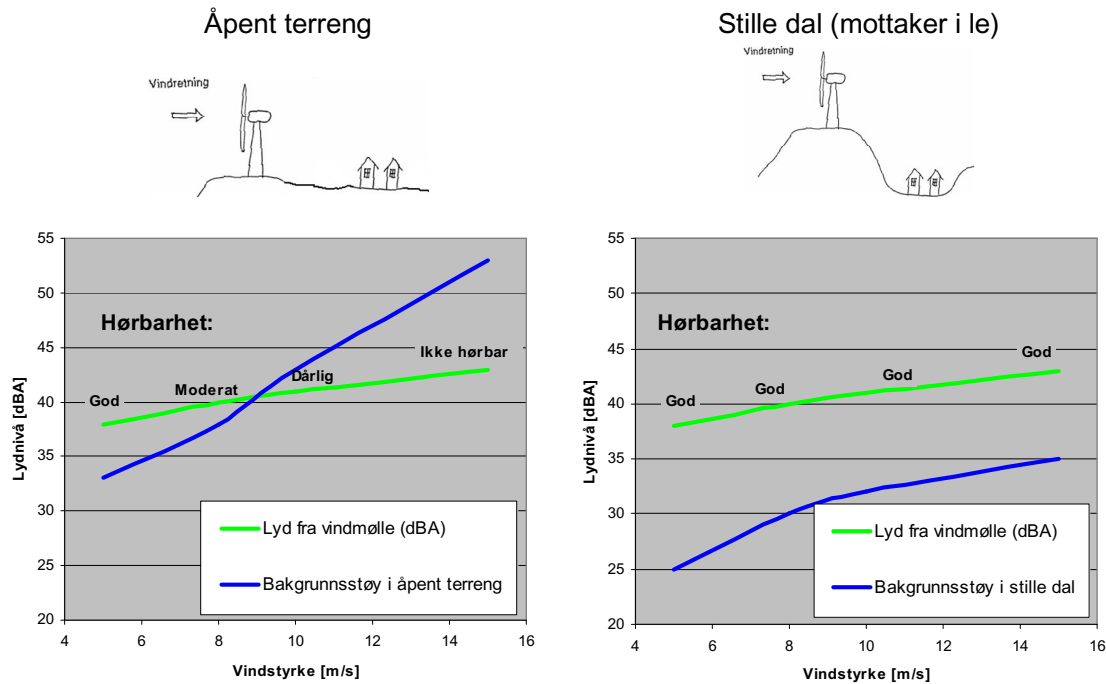 Åpent terreng
Vindretning
55
50
45
40
35
30
25
20
Lydnivå [dBA]
Hørbarhet:
God
Moderat
Dårlig
Ikke hørbar
Lyd fra vindmølle (dBA)
Bakgrunnsstøy i åpent terreng
4 6 8 10 12 14 16
Vindstyrke [m/s]
Stille dal (mottaker i le)
Vindretning
55
50
45
40
35
30
25
20
Lydnivå [dBA]
Hørbarhet:
God
God
God
God
Lyd fra vindmølle (dBA)
Bakgrunnsstøy i stille dal
4 6 8 10 12 14 16
Vindstyrke [m/s]